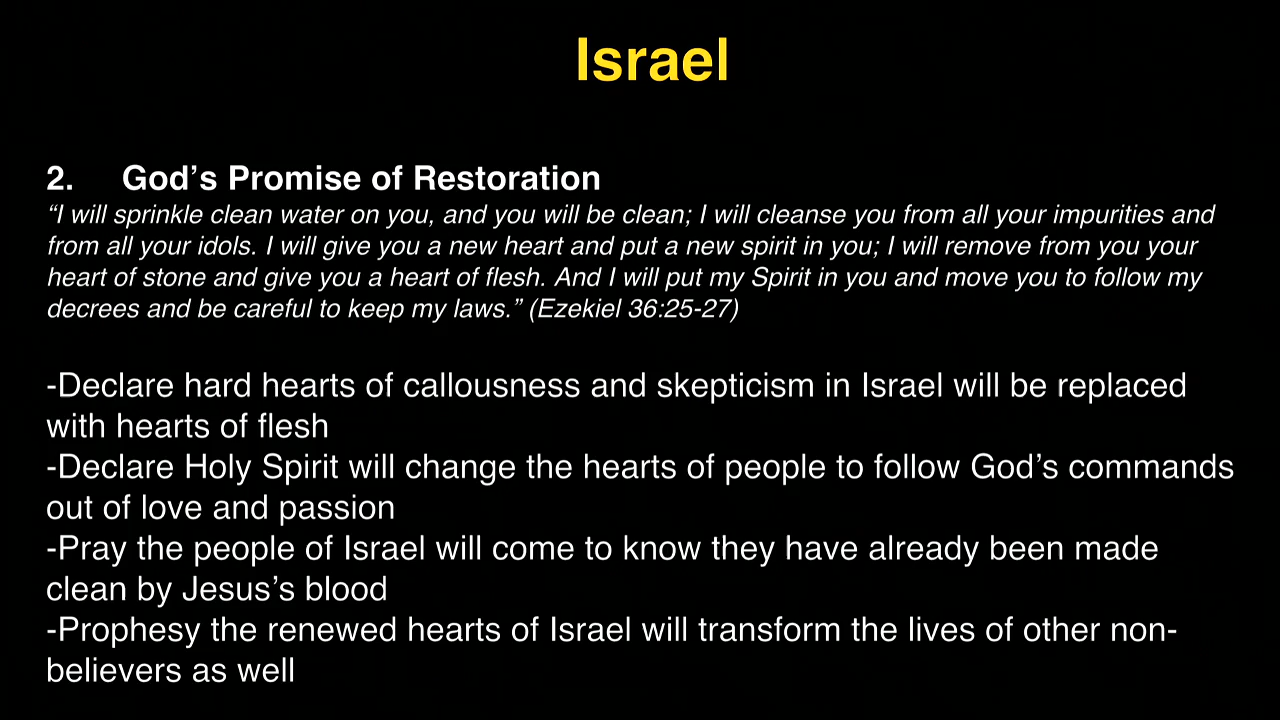 Israel
2. God’s Promise of Restoration
“I will sprinkle clean water on you, and you will be clean; I will cleanse you from all your impurities and
from all your idols. I will give you a new heart and put a new spirit in you; I will remove from you your
heart of stone and give you a heart of flesh. And I will put my Spirit in you and move you to follow my
decrees and be careful to keep my laws.” (Ezekiel 36:25-27)
-Declare hard hearts of callousness and skepticism in Israel will be replaced
with hearts of flesh
-Declare Holy Spirit will change the hearts of people to follow God’s commands
out of love and passion
-Pray the people of Israel will come to know they have already been made
clean by Jesus’s blood
-Prophesy the renewed hearts of Israel will transform the lives of other non-
believers as well